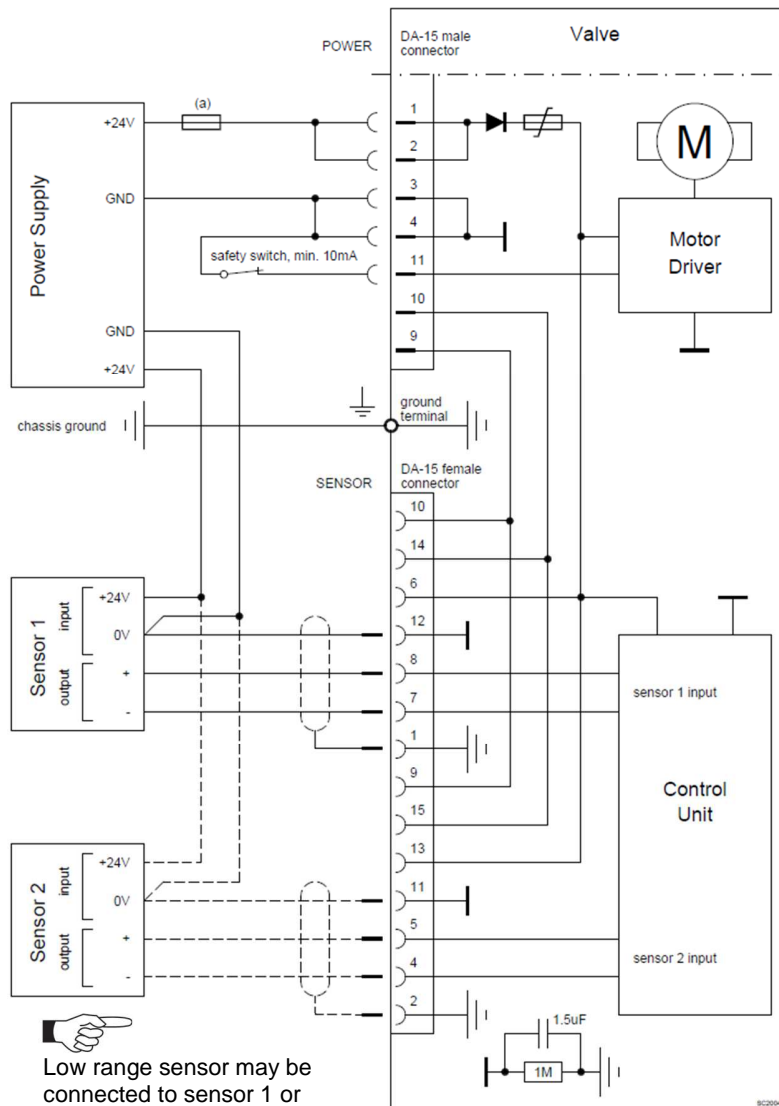 POWER
DA-15 male
connector
Valve
(a)
+24V
GND
GND
+24V
Power Supply
safety switch, min. 10mA
1
2
3
4
11
10
9
M
Motor
Driver
chassis ground
ground
terminal
SENSOR
DA-15 female
connector
10
14
6
12
8
7
1
9
15
13
11
5
4
2
Sensor 1
input
output
+24V
0V
+
-
sensor 1 input
Control
Unit
Sensor 2
input
output
+24V
0V
+
-
sensor 2 input
1.5uF
1M
Low range sensor may be
connected to sensor 1 or